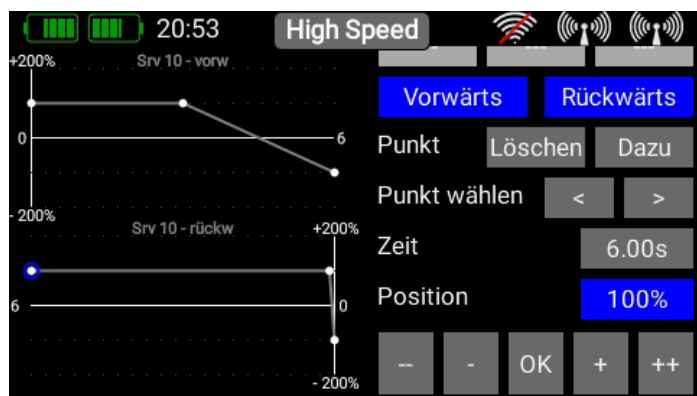 20:53 High Speed
--- --- ---
+200% Srv 10 - vorw
Vorwärts Rückwärts
0 6
Punkt Löschen Dazu
Punkt wählen < >
- 200%
Srv 10 - rückw +200%
Zeit 6.00s
6 0
Position 100%
-- - OK + ++
- 200%